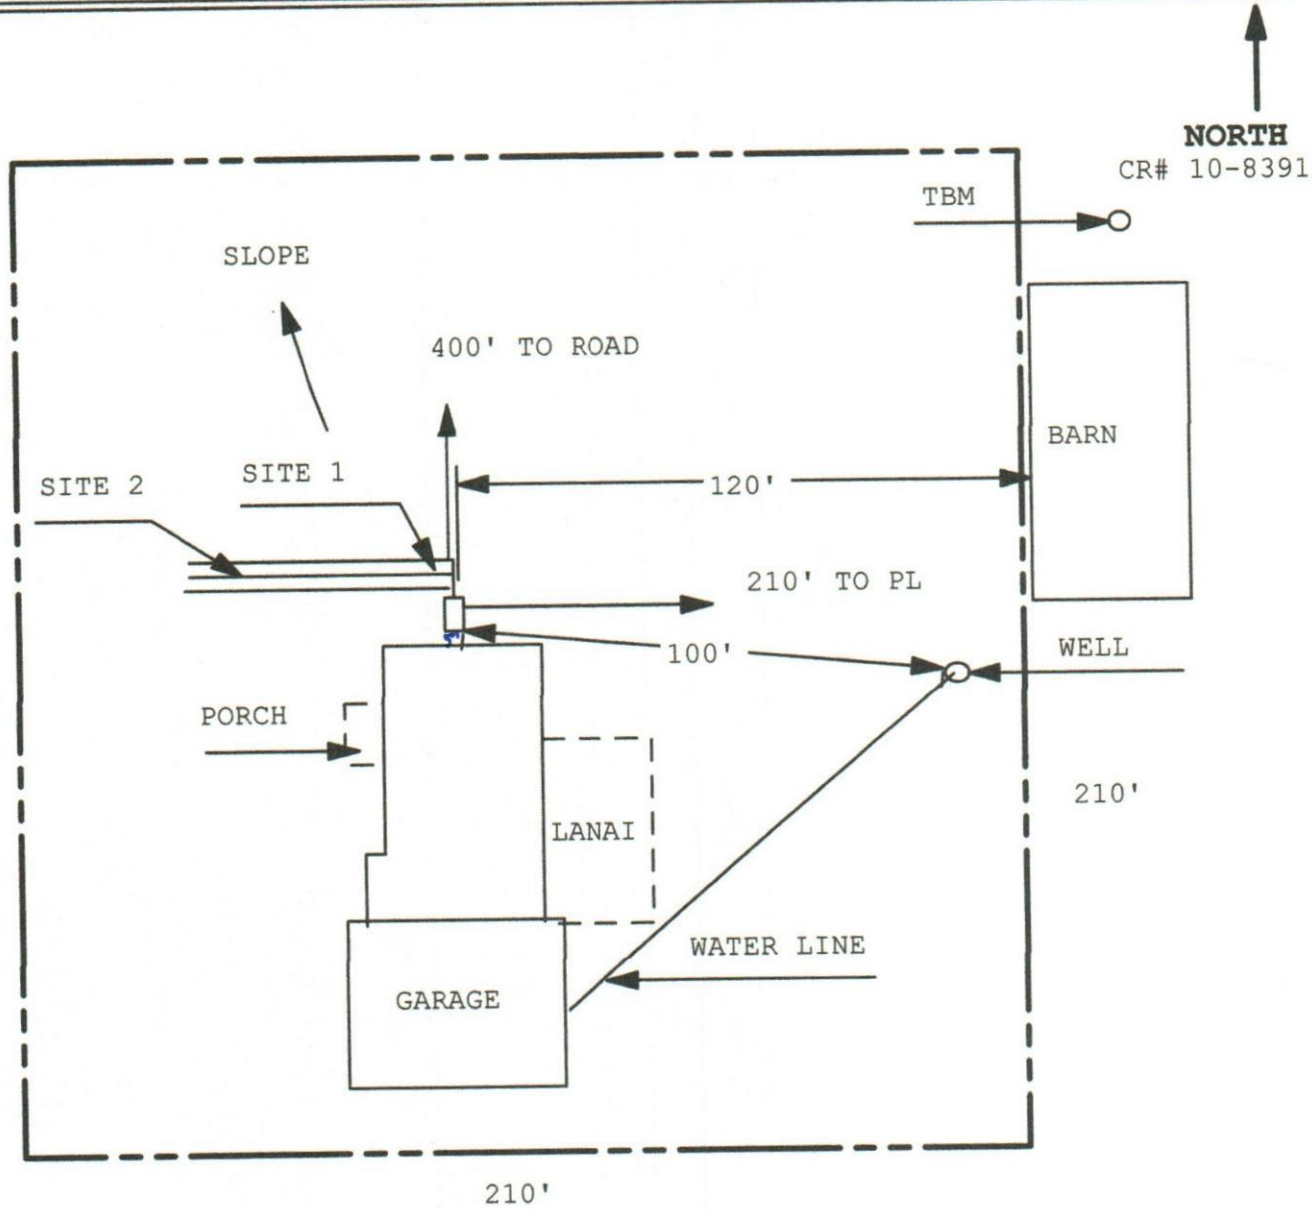 NORTH
CR# 10-8391
TBM
SLOPE
400' TO ROAD
BARN
SITE 1
SITE 2
120'
210' TO PL
5'
100'
WELL
PORCH
210'
LANAI
WATER LINE
GARAGE
210'